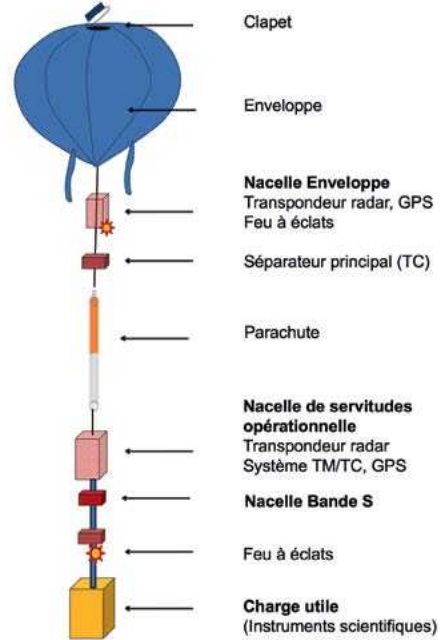 Clapet
Enveloppe
Nacelle Enveloppe
Transpondeur radar, GPS
Feu à éclats
Séparateur principal (TC)
Parachute
Nacelle de servitudes
opérationnelle
Transpondeur radar
Système TM/TC, GPS
Nacelle Bande S
Feu à éclats
Charge utile
(Instruments scientifiques)